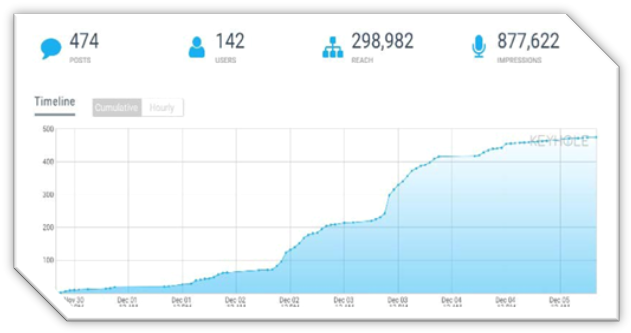 474 142 298,982 877,622
POSTS USERS REACH IMPRESSIONS
Timeline Cumulative Hourly
500
KEYHOLE
400
300
200
100
Nov 30 Dec 01 Dec 01 Dec 02 Dec 02 Dec 03 Dec 03 Dec 04 Dec 04 Dec 05